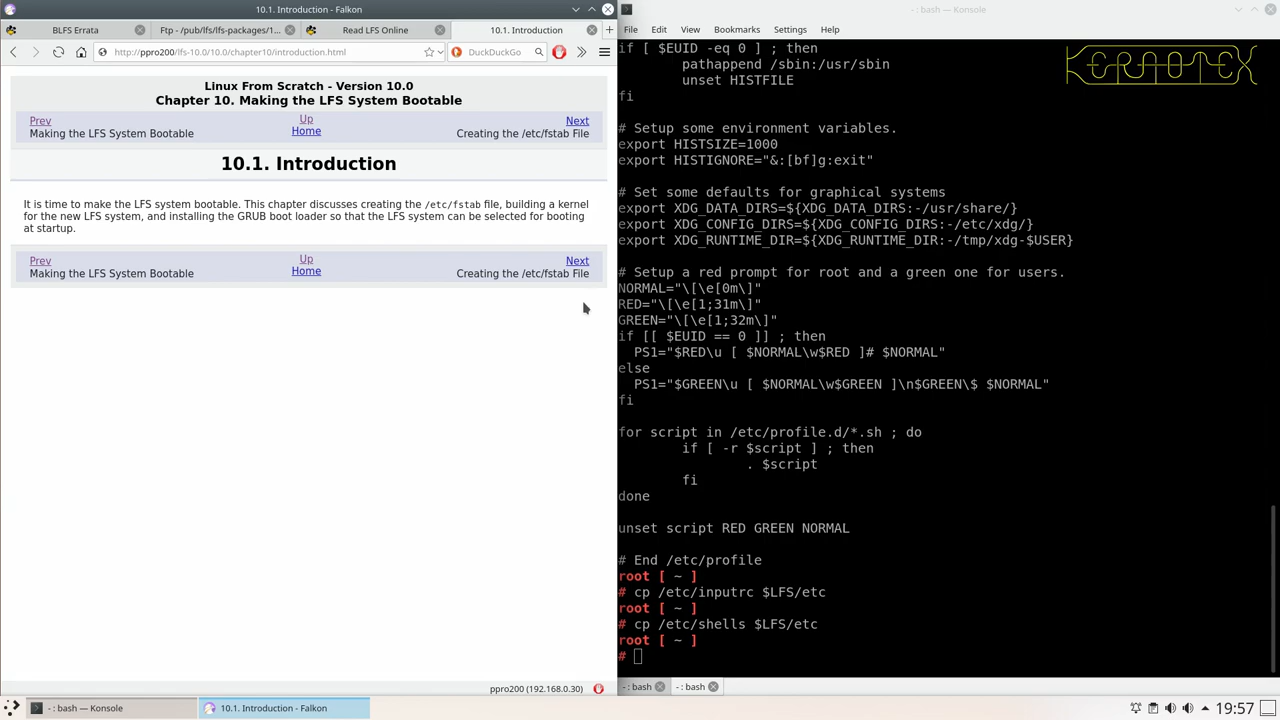 10.1. Introduction - Falkon
BLFS Errata
Ftp - /pub/lfs/lfs-packages/1...
Read LFS Online
10.1. Introduction
http://ppro200/lfs-10.0/10.0/chapter10/introduction.html
DuckDuckGo
Linux From Scratch - Version 10.0
Chapter 10. Making the LFS System Bootable
Prev
Up
Next
Making the LFS System Bootable
Home
Creating the /etc/fstab File
10.1. Introduction
It is time to make the LFS system bootable. This chapter discusses creating the /etc/fstab file, building a kernel
for the new LFS system, and installing the GRUB boot loader so that the LFS system can be selected for booting
at startup.
Prev
Up
Next
Making the LFS System Bootable
Home
Creating the /etc/fstab File
ppro200 (192.168.0.30)
- : bash — Konsole
File Edit View Bookmarks Settings Help
KERAOTEX
if [ $EUID -eq 0 ] ; then
        pathappend /sbin:/usr/sbin
        unset HISTFILE
fi
# Setup some environment variables.
export HISTSIZE=1000
export HISTIGNORE="&:[bf]g:exit"
# Set some defaults for graphical systems
export XDG_DATA_DIRS=${XDG_DATA_DIRS:-/usr/share/}
export XDG_CONFIG_DIRS=${XDG_CONFIG_DIRS:-/etc/xdg/}
export XDG_RUNTIME_DIR=${XDG_RUNTIME_DIR:-/tmp/xdg-$USER}
# Setup a red prompt for root and a green one for users.
NORMAL="\[\e[0m\]"
RED="\[\e[1;31m\]"
GREEN="\[\e[1;32m\]"
if [[ $EUID == 0 ]] ; then
  PS1="$RED\u [ $NORMAL\w$RED ]# $NORMAL"
else
  PS1="$GREEN\u [ $NORMAL\w$GREEN ]\n$GREEN\$ $NORMAL"
fi
for script in /etc/profile.d/*.sh ; do
        if [ -r $script ] ; then
                . $script
        fi
done
unset script RED GREEN NORMAL
# End /etc/profile
root [ ~ ]
# cp /etc/inputrc $LFS/etc
root [ ~ ]
# cp /etc/shells $LFS/etc
root [ ~ ]
#
- : bash
- : bash
- : bash — Konsole
10.1. Introduction - Falkon
19:57